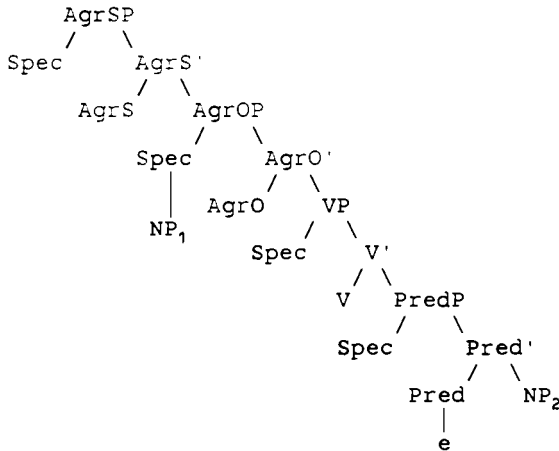 AgrSP
Spec AgrS'
AgrS AgrOP
Spec AgrO'
AgrO VP
NP₁
Spec V'
V PredP
Spec Pred'
Pred NP₂
e